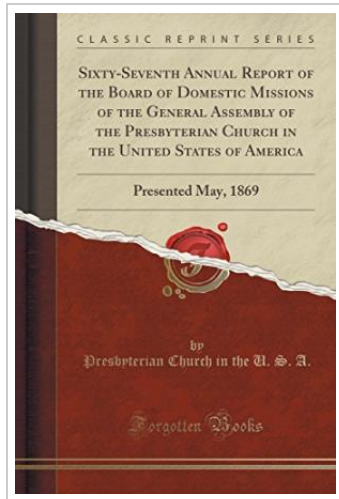 CLASSIC REPRINT SERIES
SIXTY-SEVENTH ANNUAL REPORT OF
THE BOARD OF DOMESTIC MISSIONS
OF THE GENERAL ASSEMBLY OF
THE PRESBYTERIAN CHURCH IN
THE UNITED STATES OF AMERICA
PRESENTED MAY, 1869
F
by
Presbyterian Church in the U. S. A.
Forgotten Books